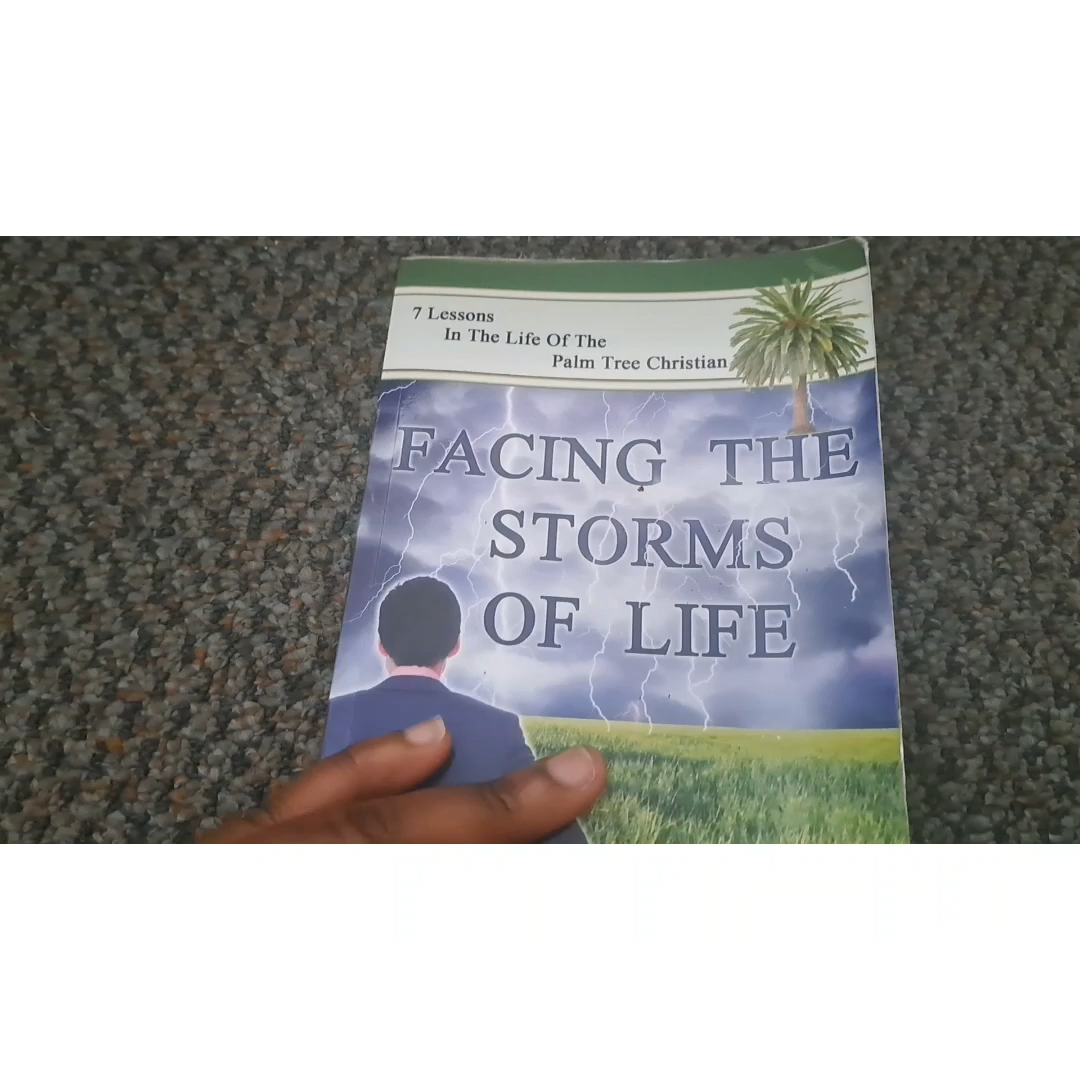 7 Lessons
In The Life Of The
Palm Tree Christian
FACING THE
STORMS
OF LIFE